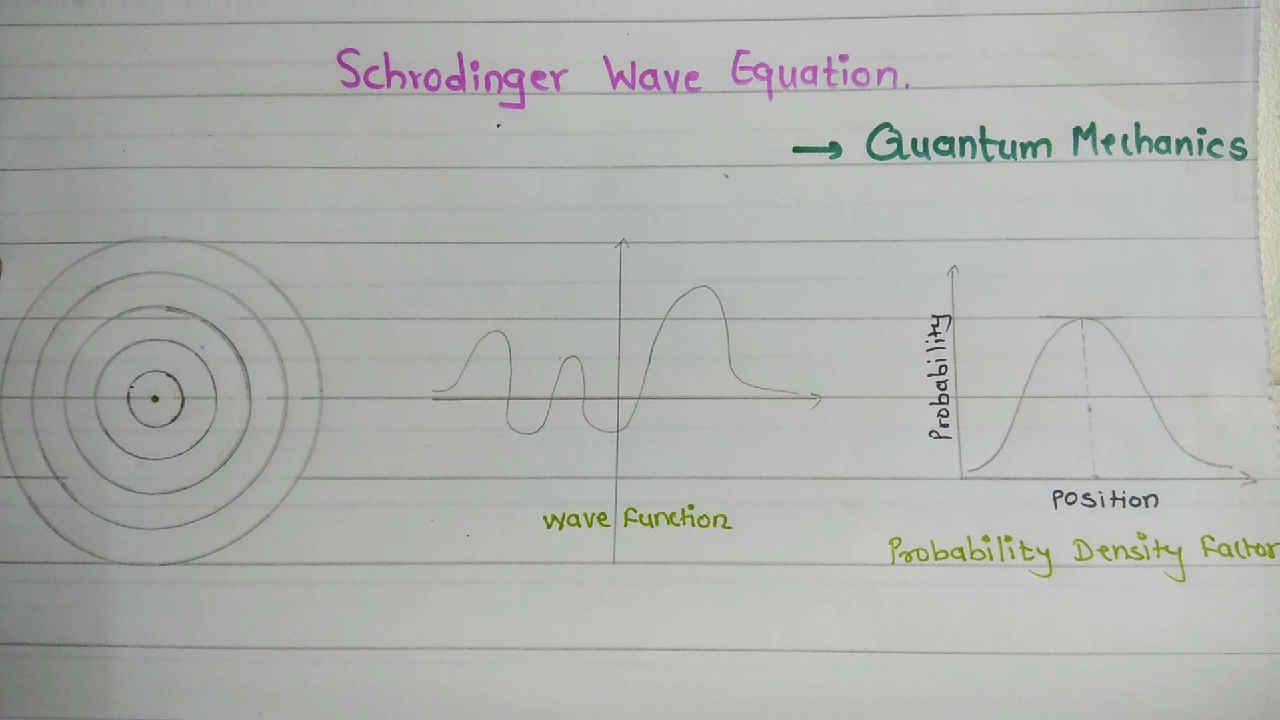 Schrodinger Wave Equation.
→ Quantum Mechanics
Probability
Position
wave function
Probability Density Factor